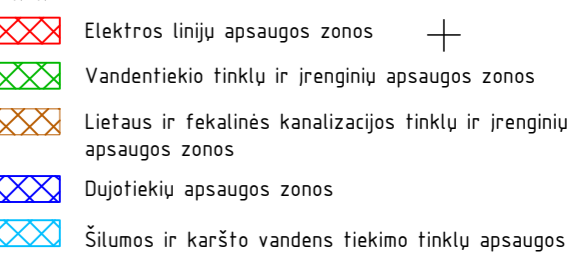 Elektros linijų apsaugos zonos
Vandentiekio tinklų ir įrenginių apsaugos zonos
Lietaus ir fekalinės kanalizacijos tinklų ir įrenginių
apsaugos zonos
Dujotiekių apsaugos zonos
Šilumos ir karšto vandens tiekimo tinklų apsaugos